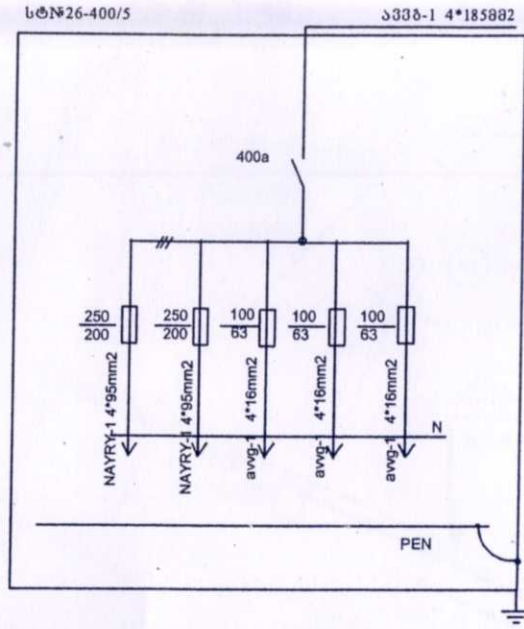 სტ№26-400/5
ავვბ-1 4*185მმ2
400a
250
200
250
200
100
63
100
63
100
63
NAYRY-1 4*95mm2
NAYRY-1 4*95mm2
avvg-1 4*16mm2
avvg-1 4*16mm2
avvg-1 4*16mm2
N
PEN